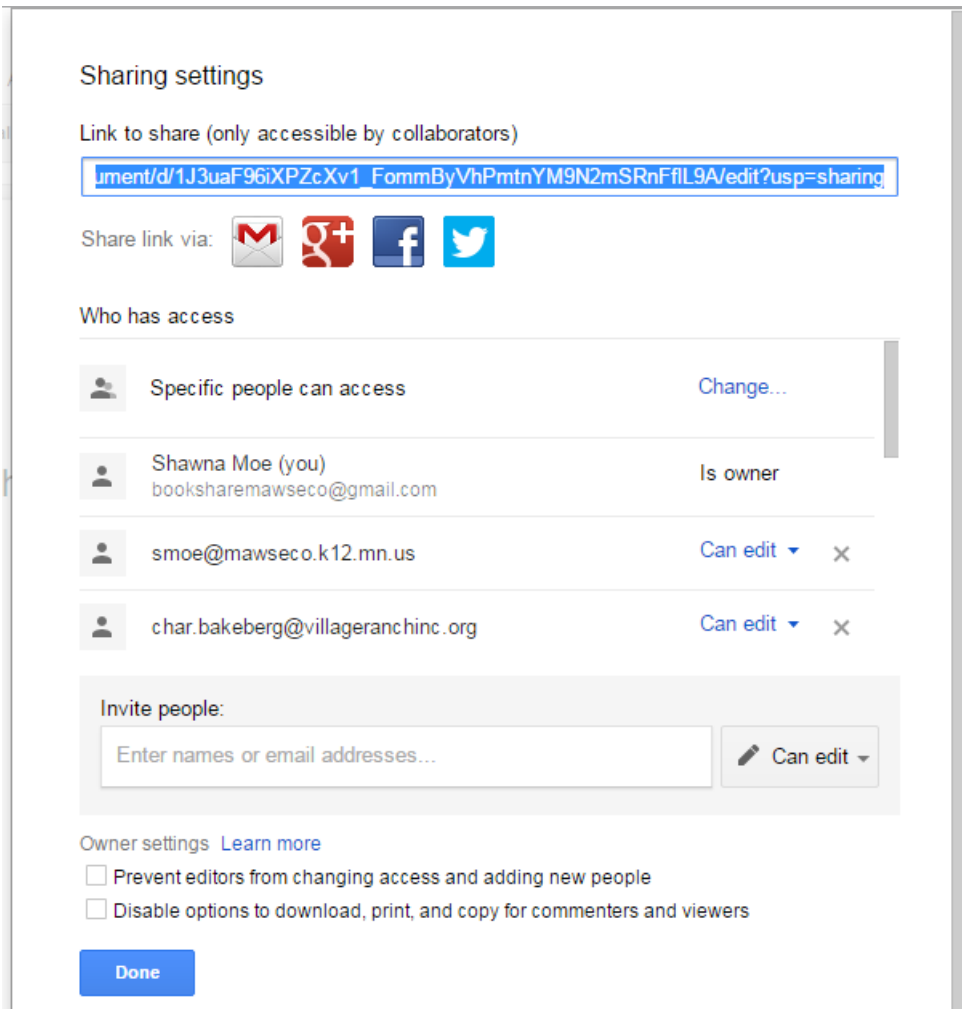 Sharing settings
Link to share (only accessible by collaborators)
ument/d/1J3uaF96iXPZcXv1_FommByVhPmtnYM9N2mSRnFflL9A/edit?usp=sharing
Share link via:
Who has access
Specific people can access Change...
Shawna Moe (you) Is owner
booksharemawseco@gmail.com
smoe@mawseco.k12.mn.us Can edit
char.bakeberg@villageranchinc.org Can edit
Invite people:
Enter names or email addresses... Can edit
Owner settings Learn more
Prevent editors from changing access and adding new people
Disable options to download, print, and copy for commenters and viewers
Done